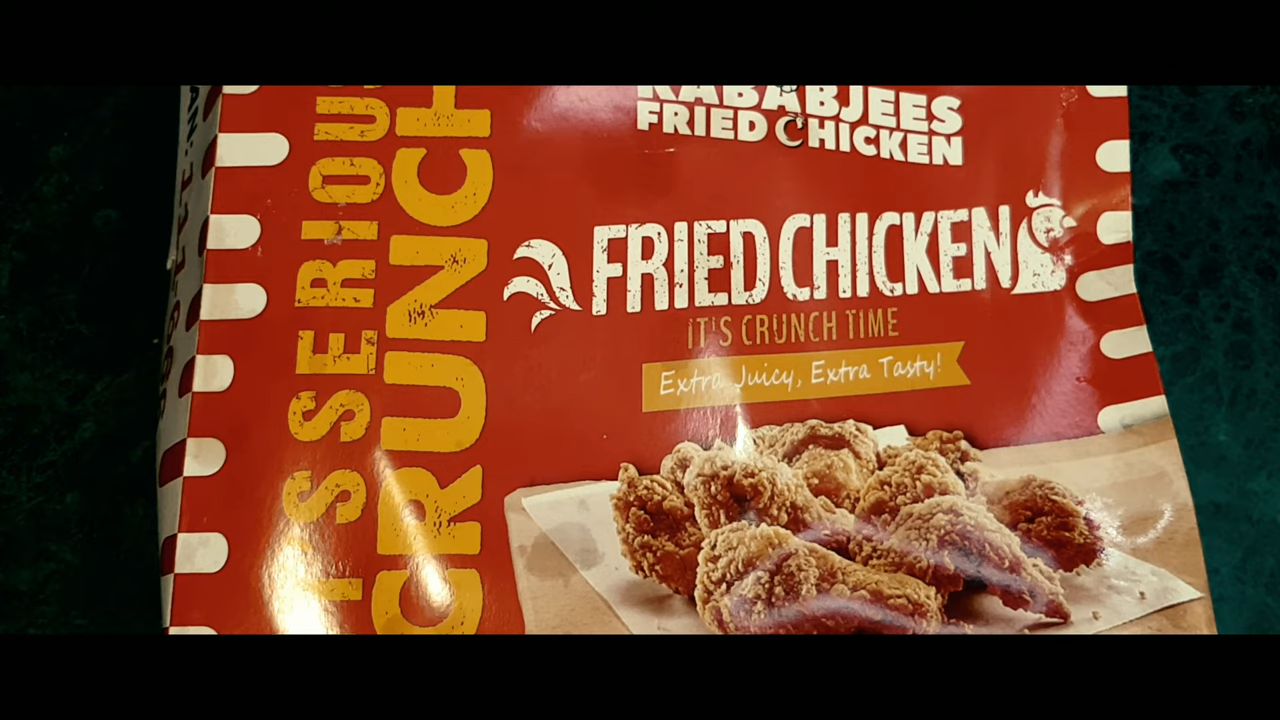 KABABJEES
FRIED CHICKEN
FRIED CHICKEN
IT'S CRUNCH TIME
Extra Juicy, Extra Tasty!
IT'S SERIOUS
CRUNCH